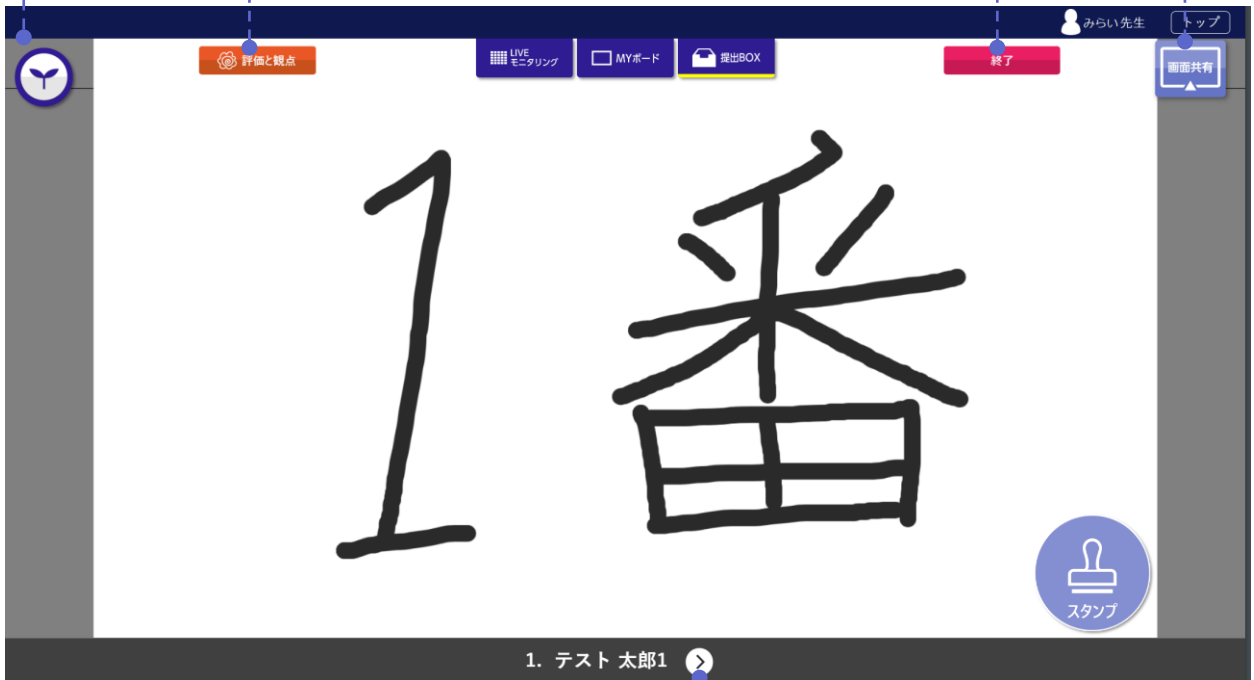 みらい先生 トップ
評価と観点 LIVE モニタリング MYボード 提出BOX 終了 画面共有
1番
スタンプ
1. テスト 太郎1